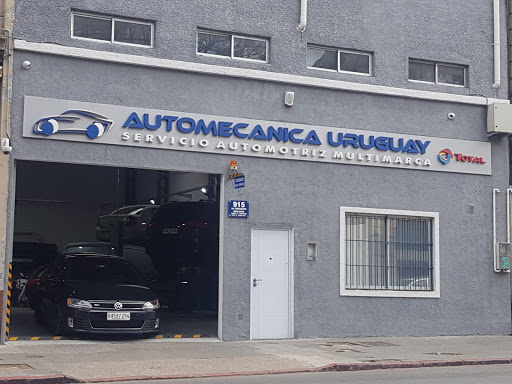 AUTOMECANICA URUGUAY
SERVICIO AUTOMOTRIZ MULTIMARCA
TOTAL
915